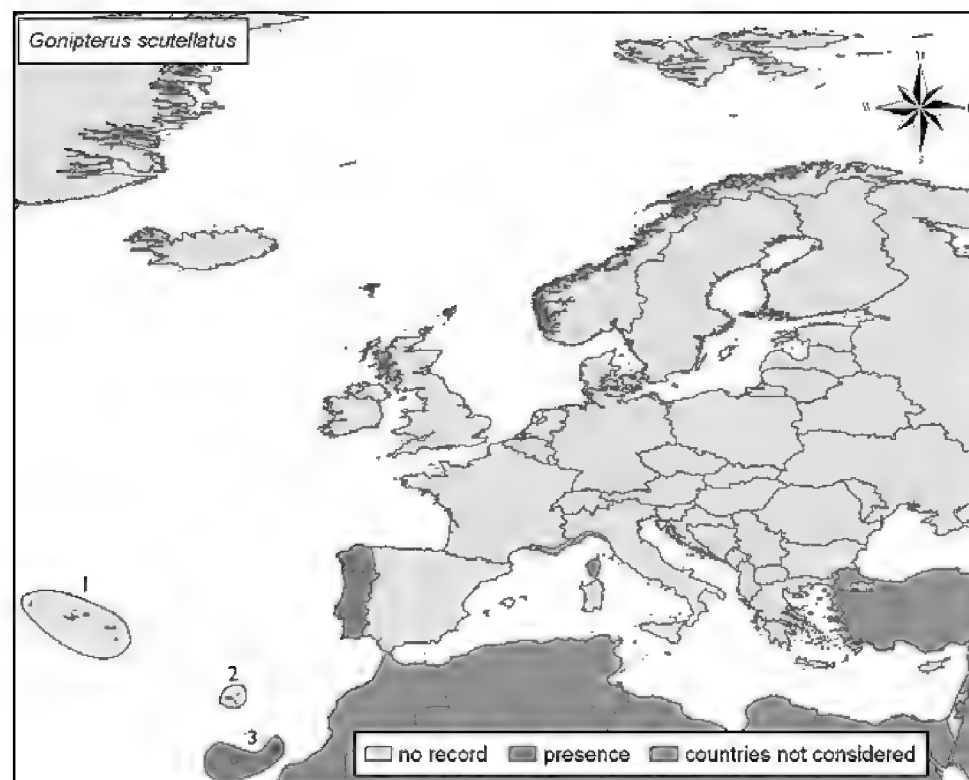 Gonipterus scutellatus
N
W
S
1
2
3
no record presence countries not considered